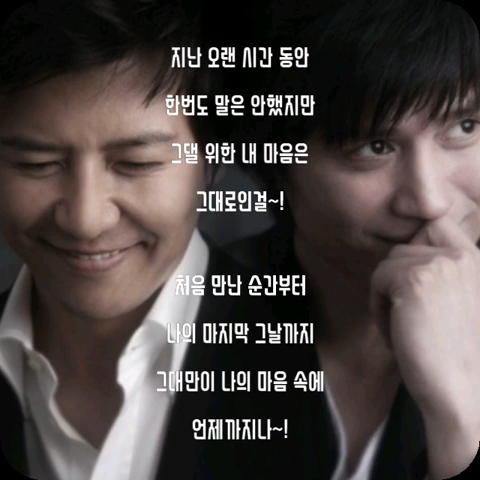 지난 오랜 시간 동안
한번도 말은 안했지만
그댈 위한 내 마음은
그대로인걸~!
처음 만난 순간부터
나의 마지막 그날까지
그대만이 나의 마음 속에
언제까지나~!